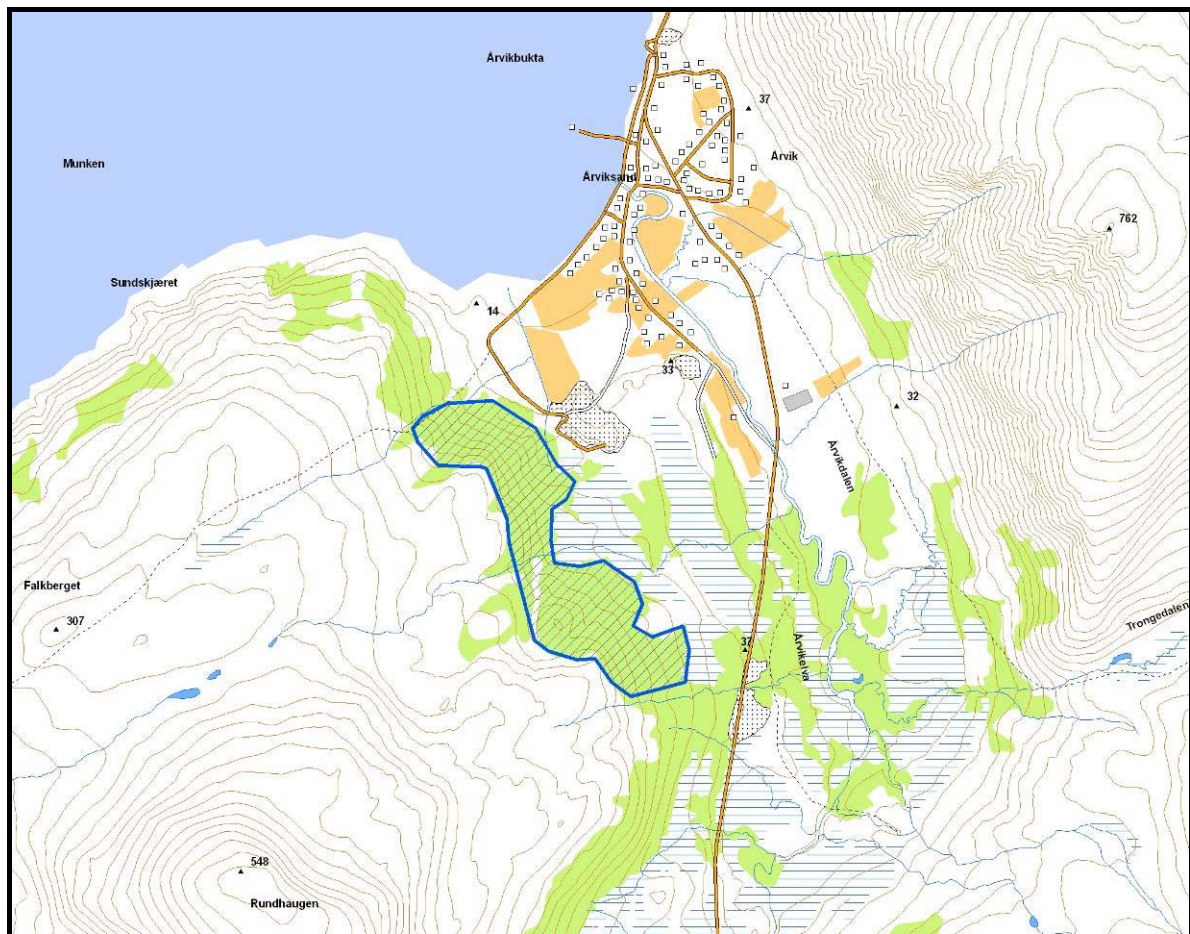 Årvikbukta
37
Munken
Årvik
Årviksand
762
Sundskjæret
14
33
32
Årvikdalen
Falkberget
307
Trongedalen
37
Årvikelva
548
Rundhaugen